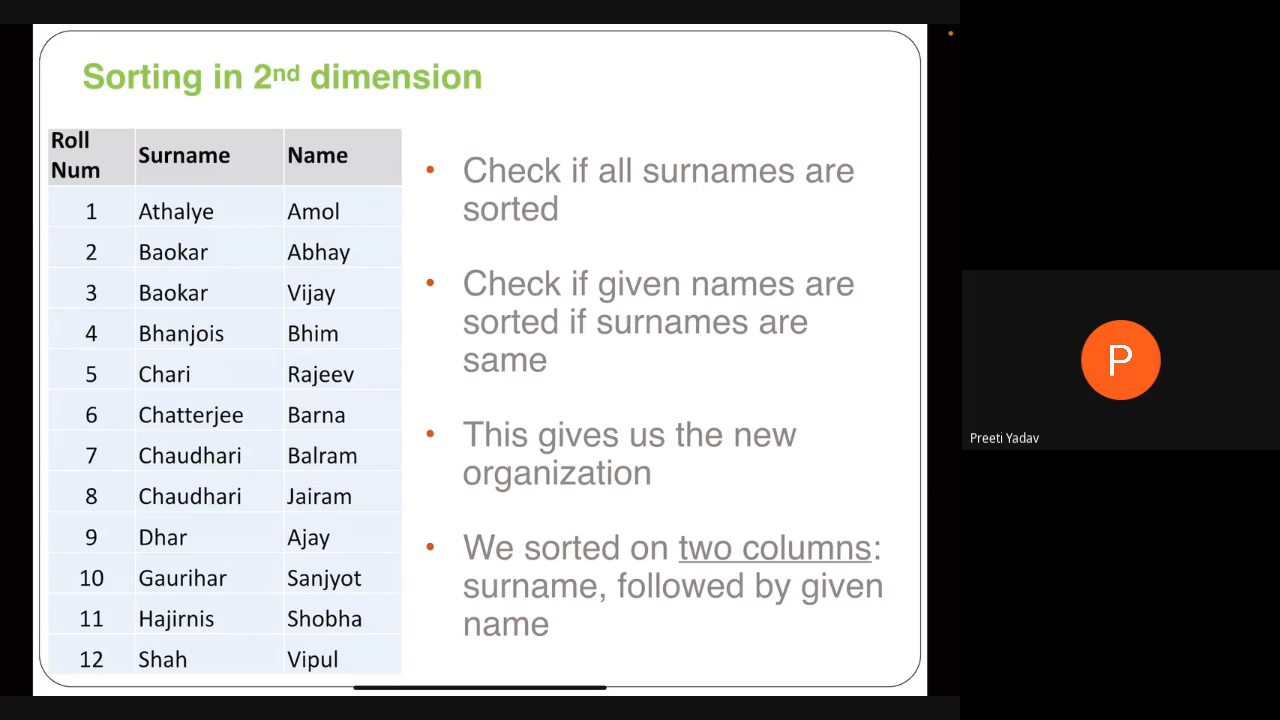 Sorting in 2nd dimension
Roll Num Surname Name
1 Athalye Amol
2 Baokar Abhay
3 Baokar Vijay
4 Bhanjois Bhim
5 Chari Rajeev
6 Chatterjee Barna
7 Chaudhari Balram
8 Chaudhari Jairam
9 Dhar Ajay
10 Gaurihar Sanjyot
11 Hajirnis Shobha
12 Shah Vipul
• Check if all surnames are
sorted
• Check if given names are
sorted if surnames are
same
• This gives us the new
organization
• We sorted on two columns:
surname, followed by given
name
P
Preeti Yadav